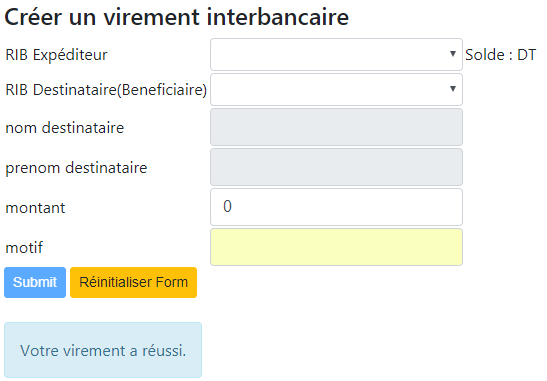 Créer un virement interbancaire
RIB Expéditeur Solde : DT
RIB Destinataire(Beneficiaire)
nom destinataire
prenom destinataire
montant 0
motif
Submit Réinitialiser Form
Votre virement a réussi.